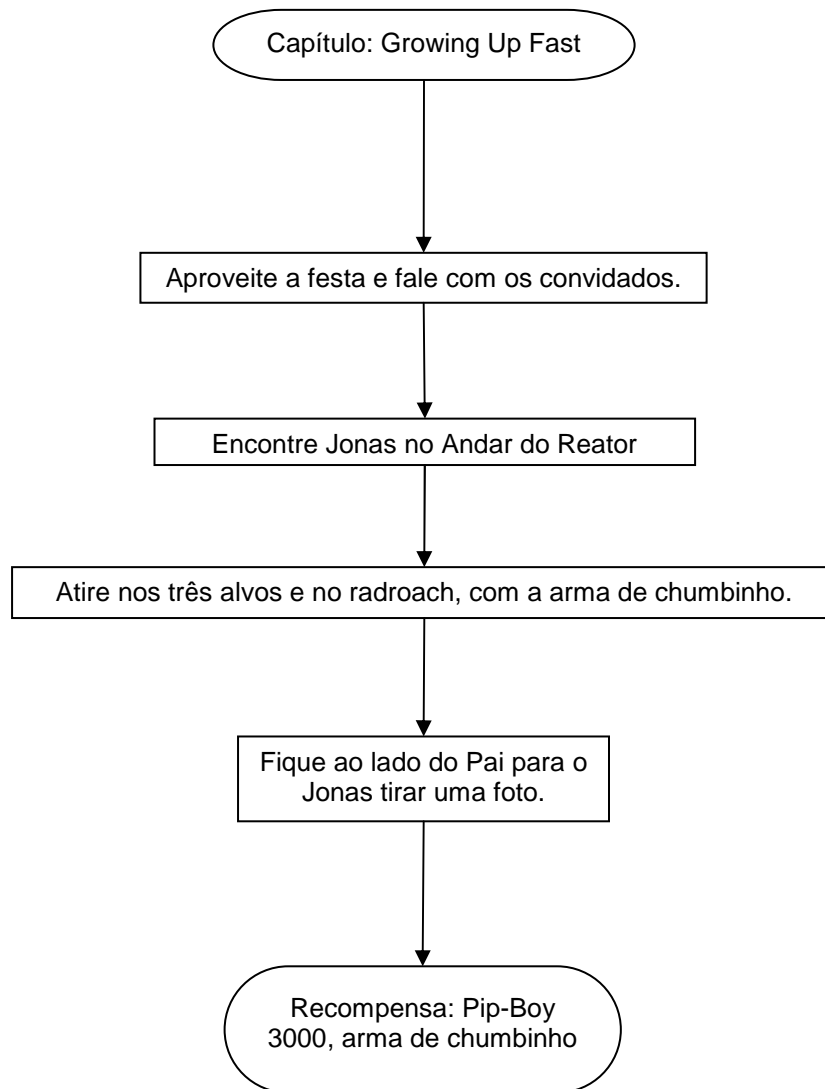 Capítulo: Growing Up Fast
Aproveite a festa e fale com os convidados.
Encontre Jonas no Andar do Reator
Atire nos três alvos e no radroach, com a arma de chumbinho.
Fique ao lado do Pai para o
Jonas tirar uma foto.
Recompensa: Pip-Boy
3000, arma de chumbinho